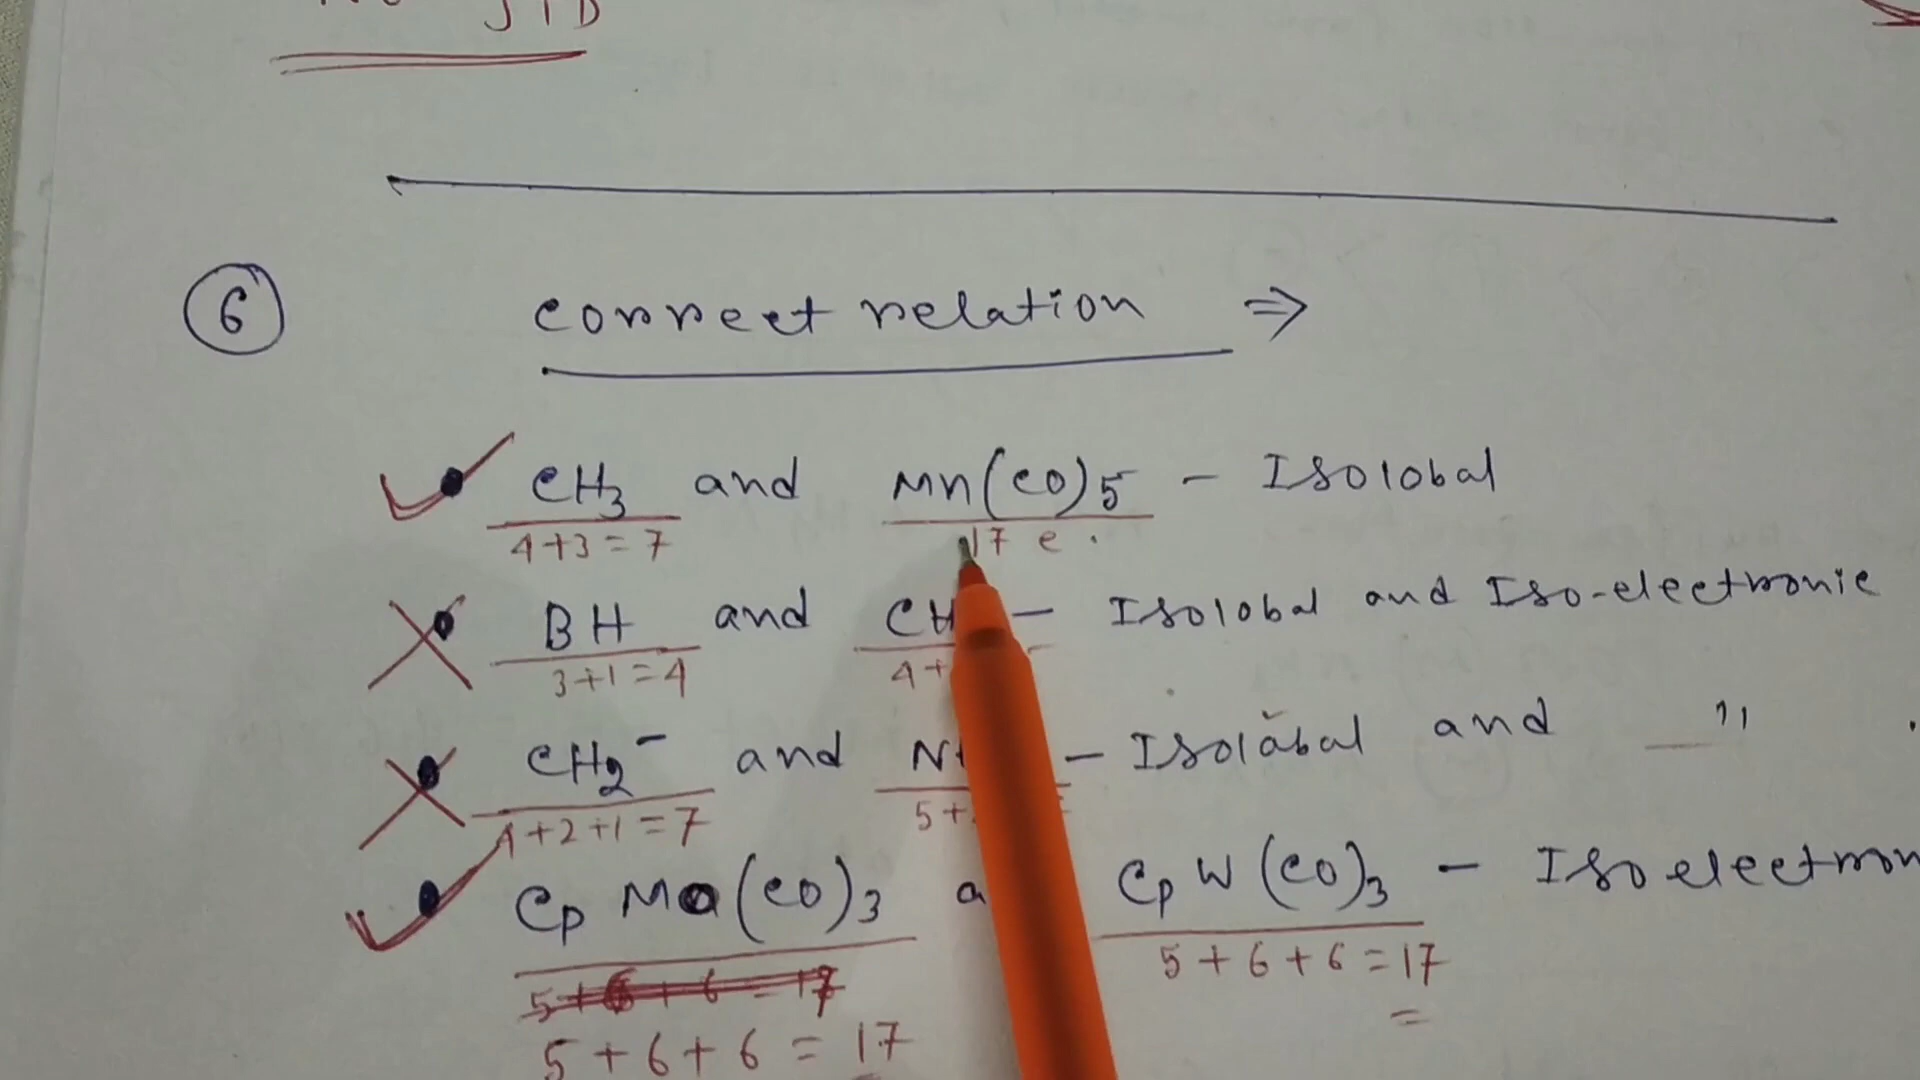 6 Correct relation ⇒
CH3 and Mn(CO)5 - Isolobal
4+3=7 17 e.
BH and CH - Isolobal and Iso-electronic
3+1=4 4+
CH2- and - Isolabal and "
4+2+1=7 5+
Cp Mo(CO)3 Cp W (CO)3 -
5+6+6=17 5+6+6=17
5+6+6=17